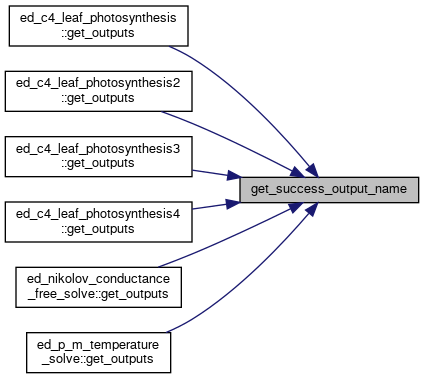 ed_c4_leaf_photosynthesis
::get_outputs
ed_c4_leaf_photosynthesis2
::get_outputs
ed_c4_leaf_photosynthesis3
::get_outputs
get_success_output_name
ed_c4_leaf_photosynthesis4
::get_outputs
ed_nikolov_conductance
_free_solve::get_outputs
ed_p_m_temperature
_solve::get_outputs